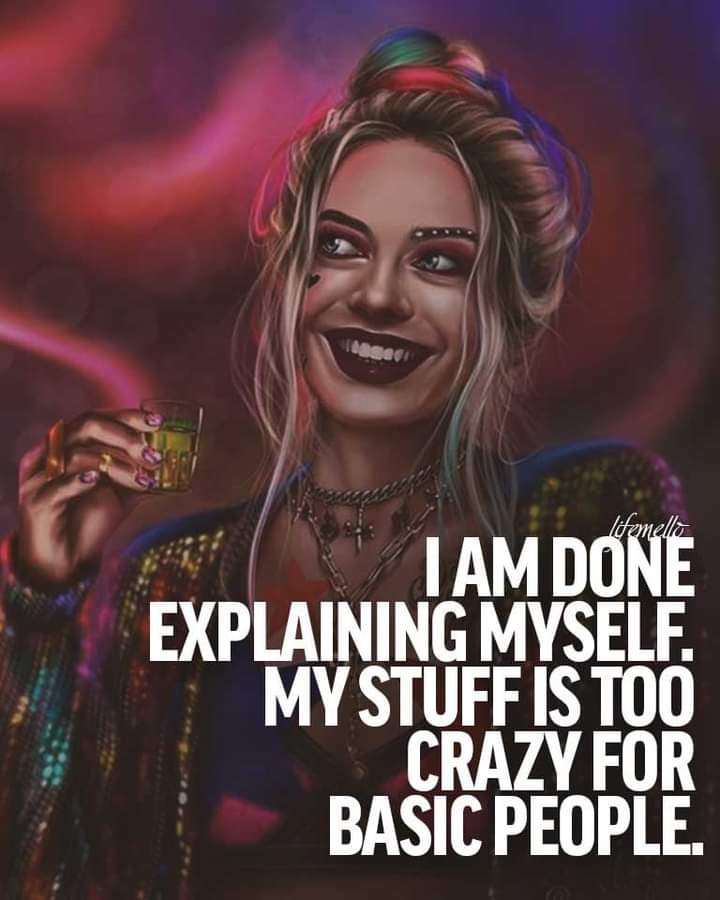 lifemello
I AM DONE
EXPLAINING MYSELF.
MY STUFF IS TOO
CRAZY FOR
BASIC PEOPLE.